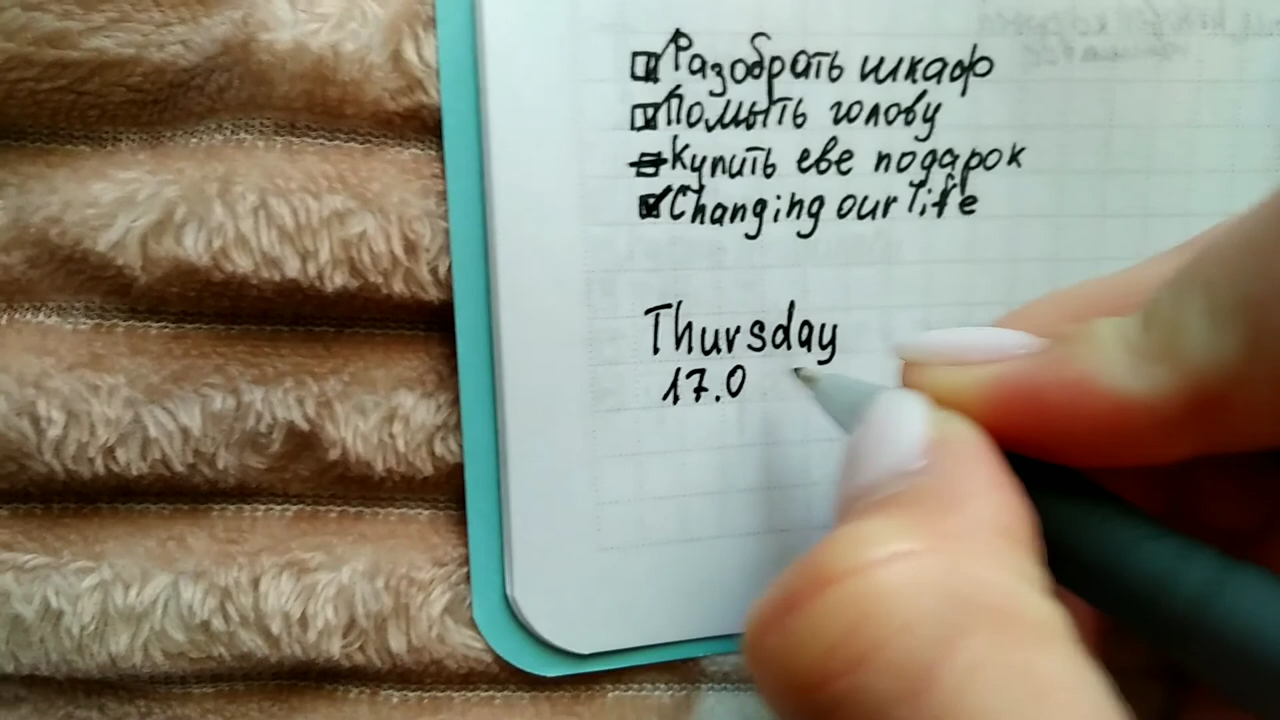 Разобрать шкаф
Помыть голову
Купить еве подарок
Changing our life
Thursday
17.0